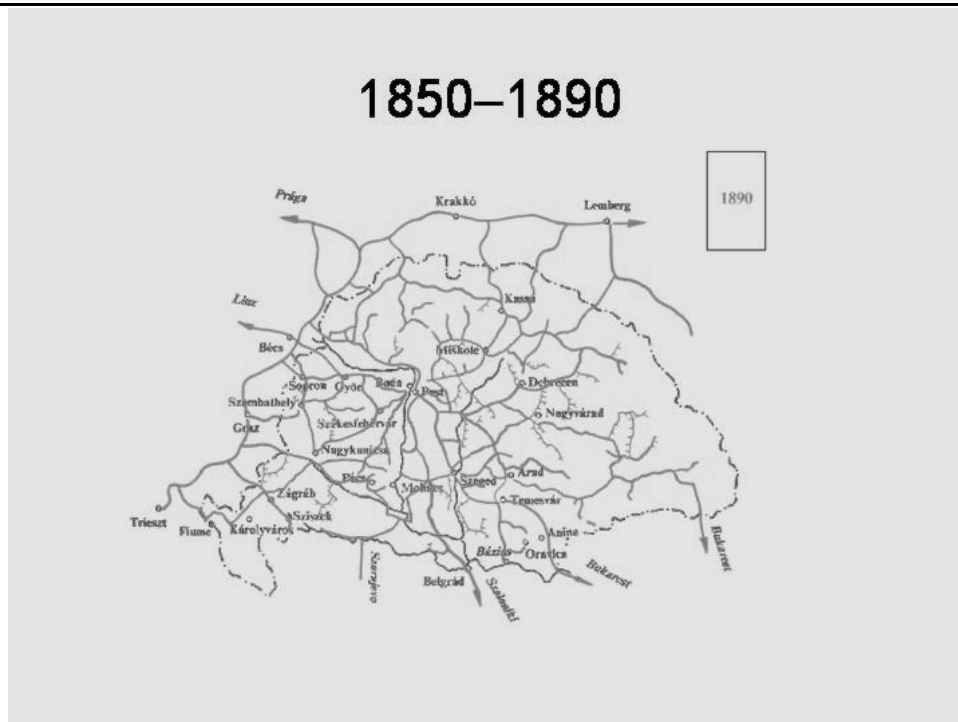 1850–1890
1890
Prága
Krakkó
Lemberg
Kassa
Linz
Bécs
Miskolc
Sopron
Győr
Buda
Pest
Debrecen
Szombathely
Székesfehérvár
Nagyvárad
Graz
Nagykanizsa
Pécs
Mohács
Szeged
Arad
Zágráb
Temesvár
Trieszt
Fiume
Károlyváros
Sziszek
Anina
Báziás
Oravica
Bukarest
Belgrád
Szarajevo
Szaloniki
Bukarest